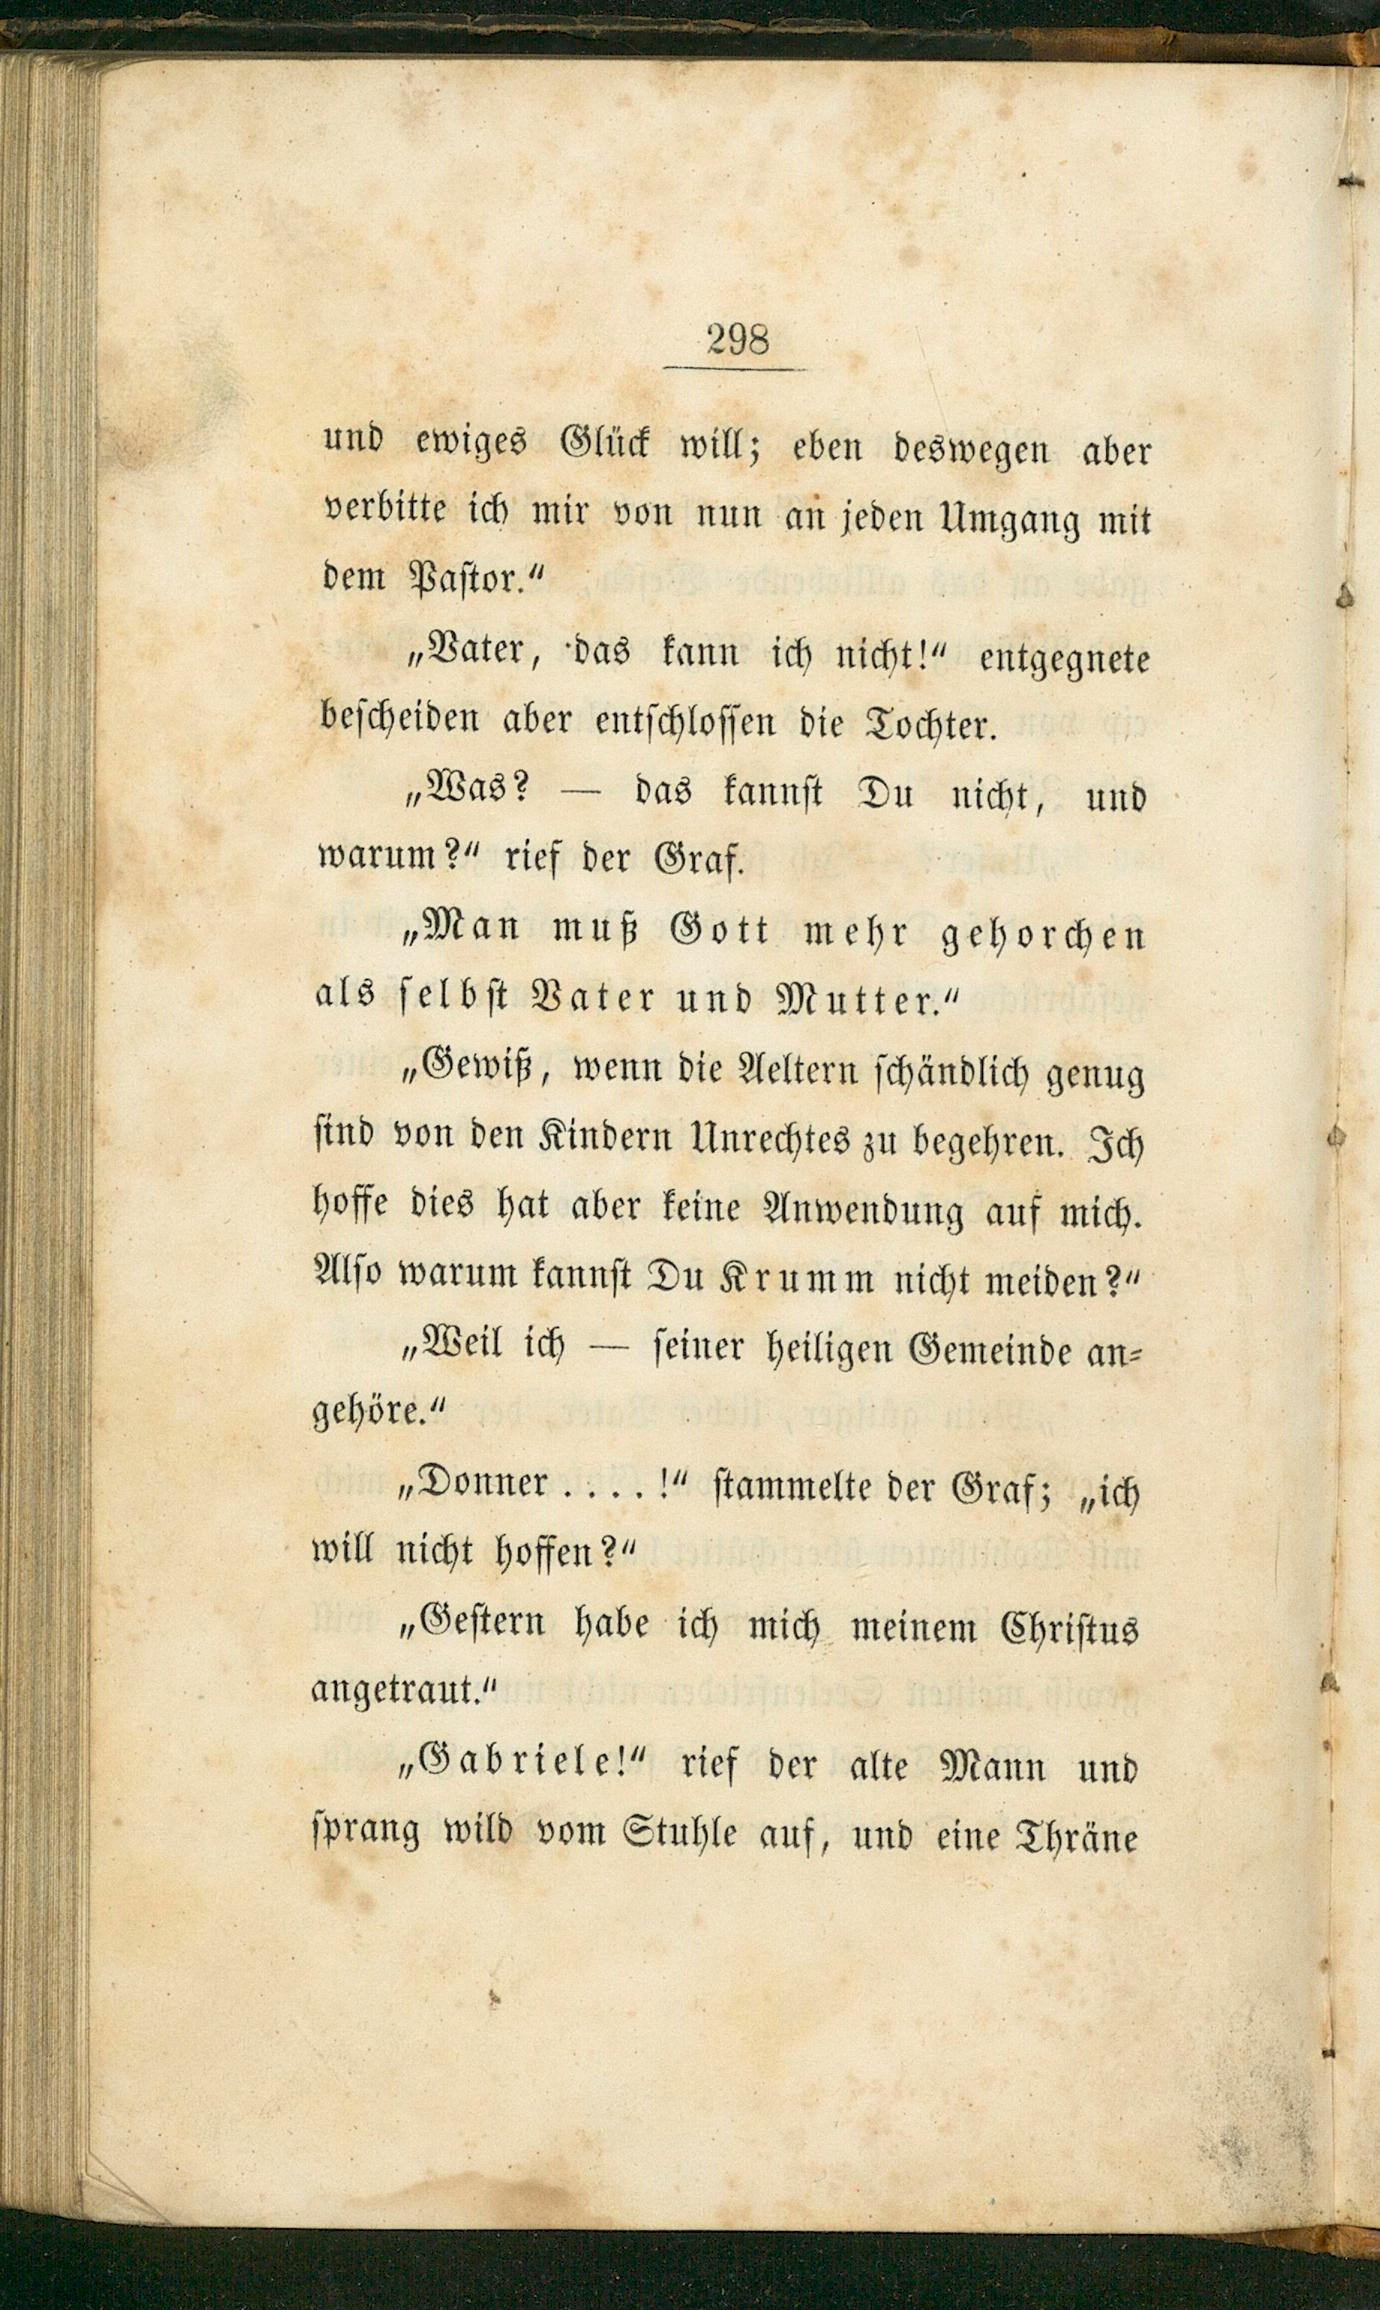 298
und ewiges Glück will; eben deswegen aber
verbitte ich mir von nun an jeden Umgang mit
dem Pastor.“
„Vater, das kann ich nicht!“ entgegnete
bescheiden aber entschlossen die Tochter.
„Was? — das kannst Du nicht, und
warum?“ rief der Graf.
„Man muß Gott mehr gehorchen
als selbst Vater und Mutter.“
„Gewiß, wenn die Aeltern schändlich genug
sind von den Kindern Unrechtes zu begehren. Ich
hoffe dies hat aber keine Anwendung auf mich.
Also warum kannst Du Krumm nicht meiden?“
„Weil ich — seiner heiligen Gemeinde an-
gehöre.“
„Donner . . . . !“ stammelte der Graf; „ich
will nicht hoffen?“
„Gestern habe ich mich meinem Christus
angetraut.“
„Gabriele!“ rief der alte Mann und
sprang wild vom Stuhle auf, und eine Thräne